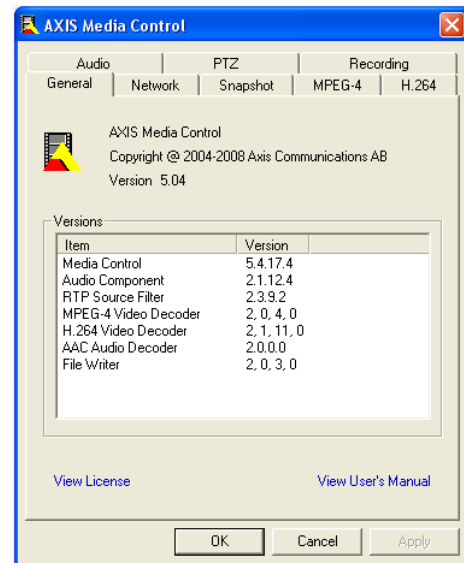 AXIS Media Control
Audio PTZ Recording
General Network Snapshot MPEG-4 H.264
AXIS Media Control
Copyright @ 2004-2008 Axis Communications AB
Version 5.04
Versions
Item Version
Media Control 5.4.17.4
Audio Component 2.1.12.4
RTP Source Filter 2.3.9.2
MPEG-4 Video Decoder 2, 0, 4, 0
H.264 Video Decoder 2, 1, 11, 0
AAC Audio Decoder 2.0.0.0
File Writer 2, 0, 3, 0
View License View User's Manual
OK Cancel Apply